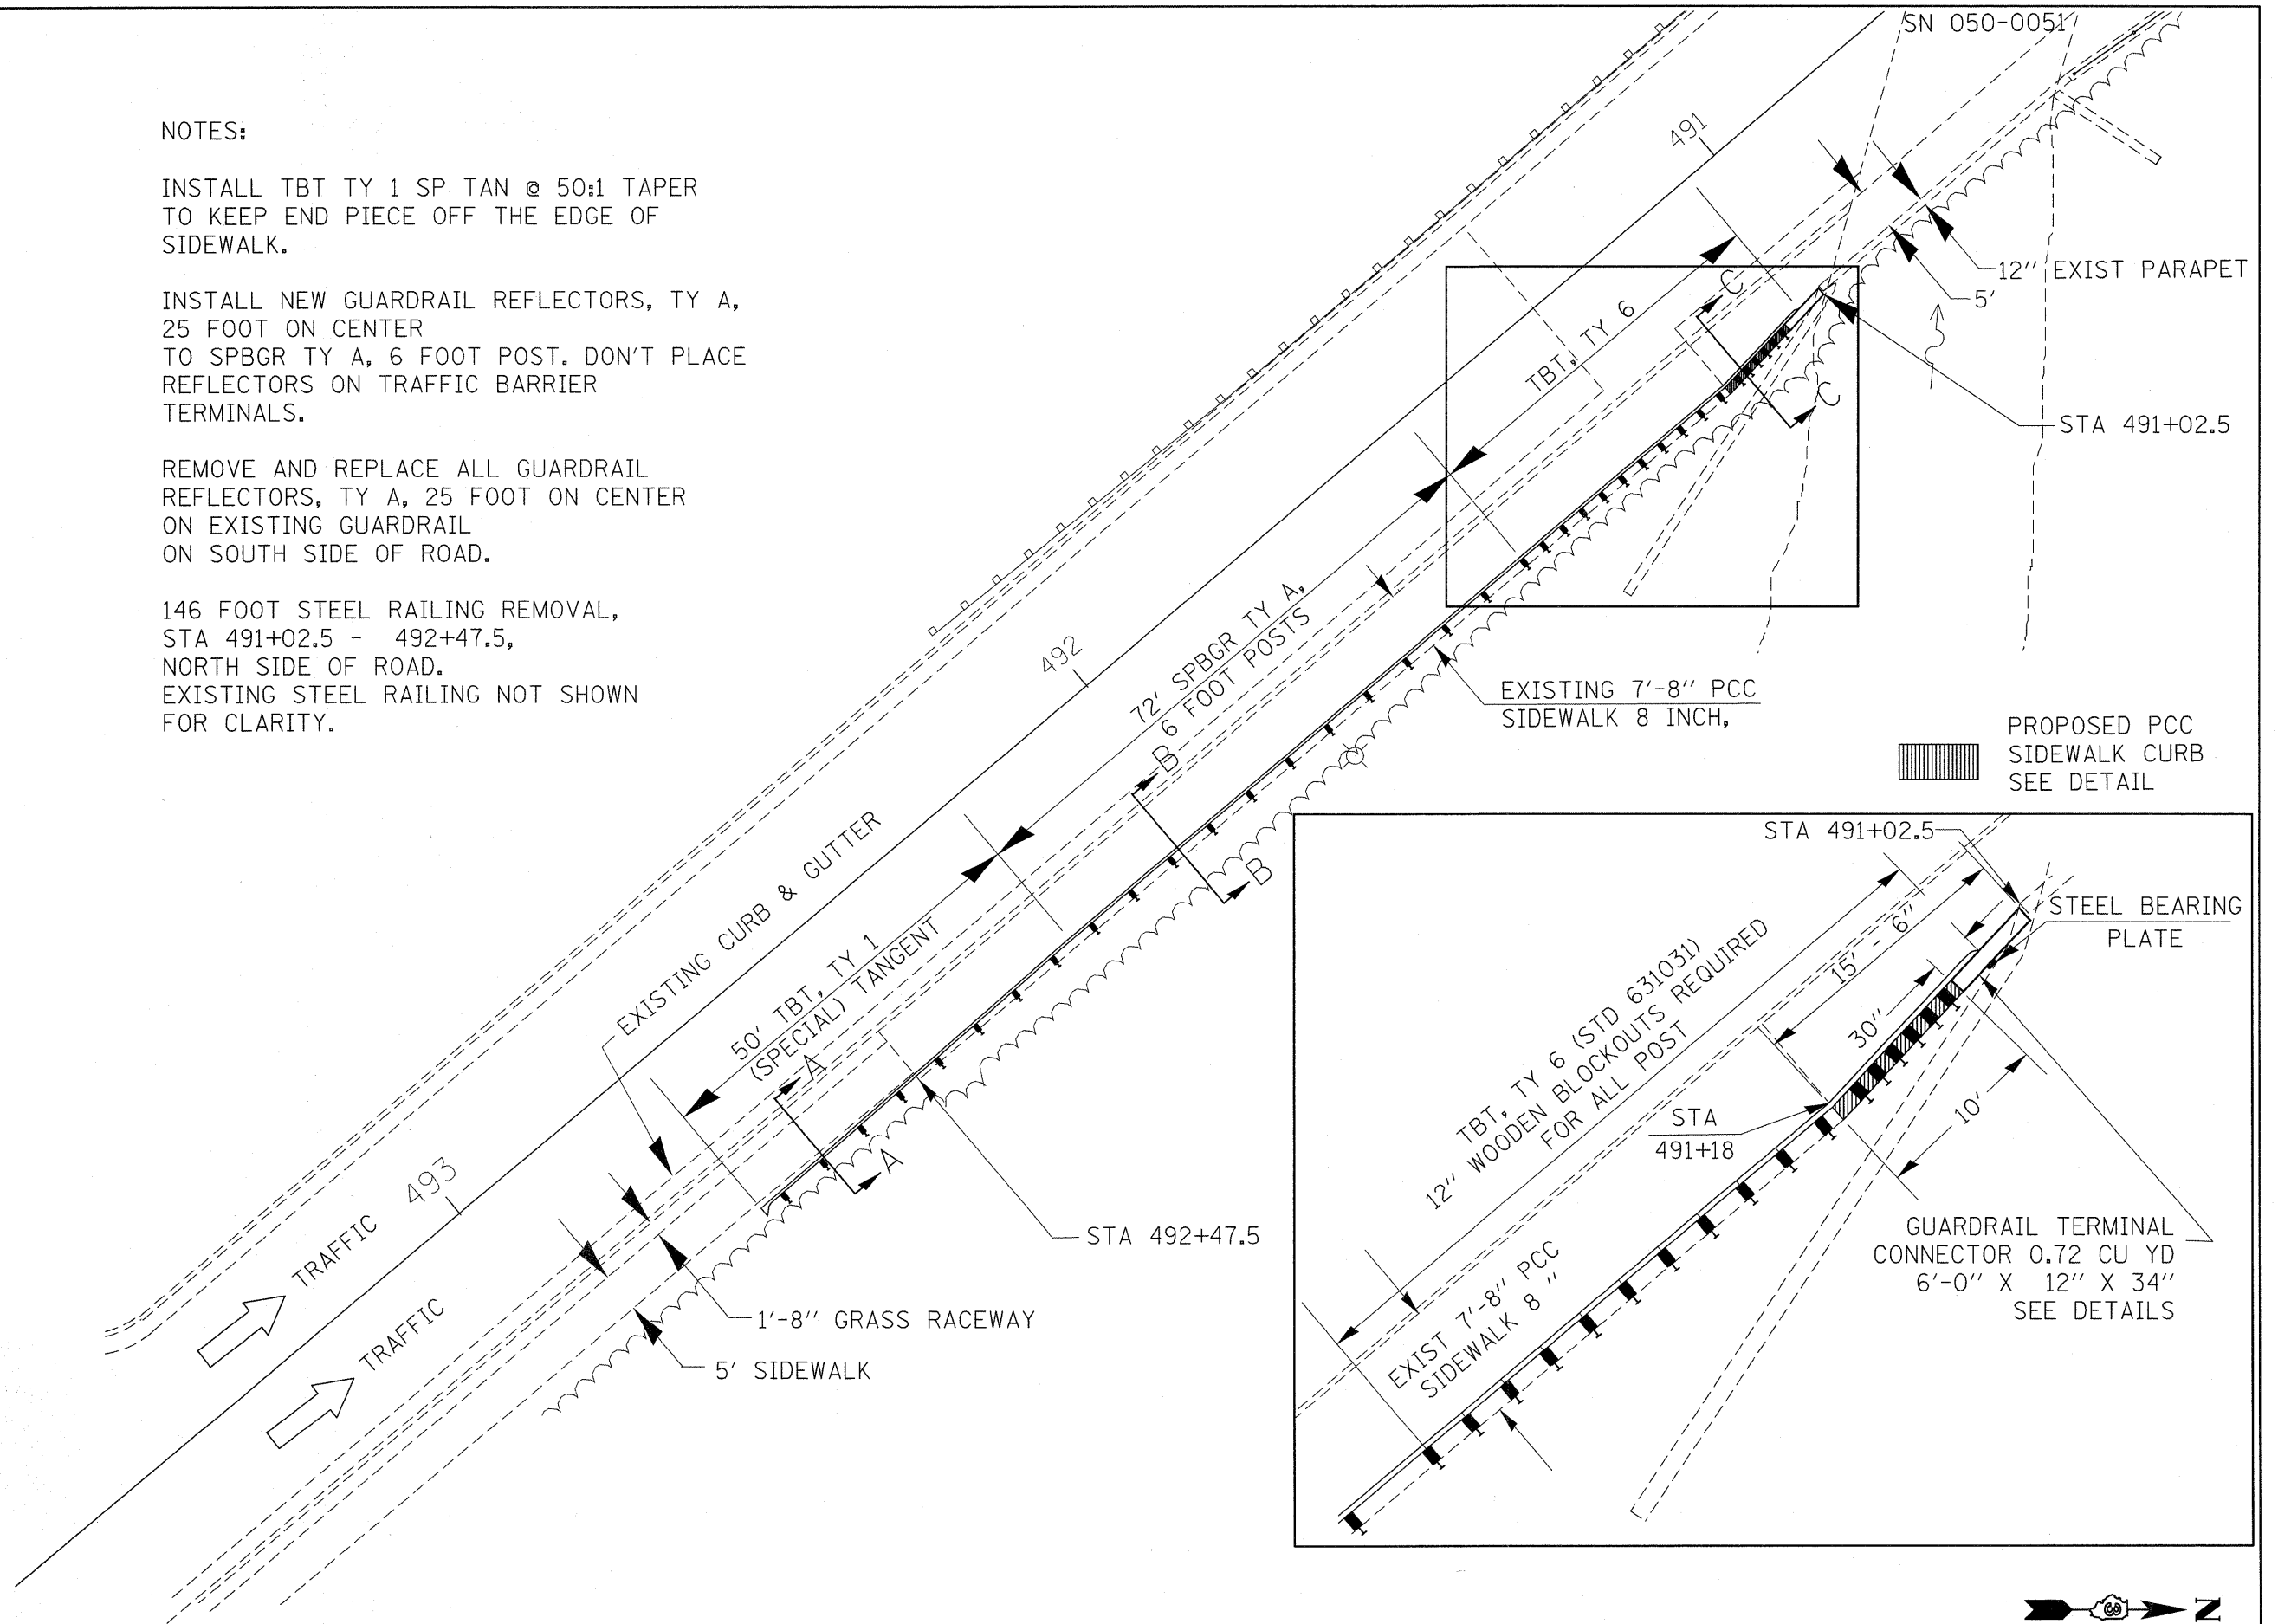 SN 050-0051
NOTES:
INSTALL TBT TY 1 SP TAN @ 50:1 TAPER
TO KEEP END PIECE OFF THE EDGE OF
SIDEWALK.
INSTALL NEW GUARDRAIL REFLECTORS, TY A,
25 FOOT ON CENTER
TO SPBGR TY A, 6 FOOT POST. DON'T PLACE
REFLECTORS ON TRAFFIC BARRIER
TERMINALS.
REMOVE AND REPLACE ALL GUARDRAIL
REFLECTORS, TY A, 25 FOOT ON CENTER
ON EXISTING GUARDRAIL
ON SOUTH SIDE OF ROAD.
146 FOOT STEEL RAILING REMOVAL,
STA 491+02.5 - 492+47.5,
NORTH SIDE OF ROAD.
EXISTING STEEL RAILING NOT SHOWN
FOR CLARITY.
491
12" EXIST PARAPET
5'
C
C
TBT, TY 6
STA 491+02.5
72' SPBGR TY A,
6 FOOT POSTS
492
B
B
EXISTING 7'-8" PCC
SIDEWALK 8 INCH,
PROPOSED PCC
SIDEWALK CURB
SEE DETAIL
EXISTING CURB & GUTTER
50' TBT, TY 1
(SPECIAL) TANGENT
A
A
493
TRAFFIC
TRAFFIC
STA 492+47.5
1'-8" GRASS RACEWAY
5' SIDEWALK
STA 491+02.5
STEEL BEARING
PLATE
15' - 6"
30"
10'
TBT, TY 6 (STD 631031)
12" WOODEN BLOCKOUTS REQUIRED
FOR ALL POST
STA
491+18
EXIST 7'-8" PCC
SIDEWALK 8 "
GUARDRAIL TERMINAL
CONNECTOR 0.72 CU YD
6'-0" X 12" X 34"
SEE DETAILS
N